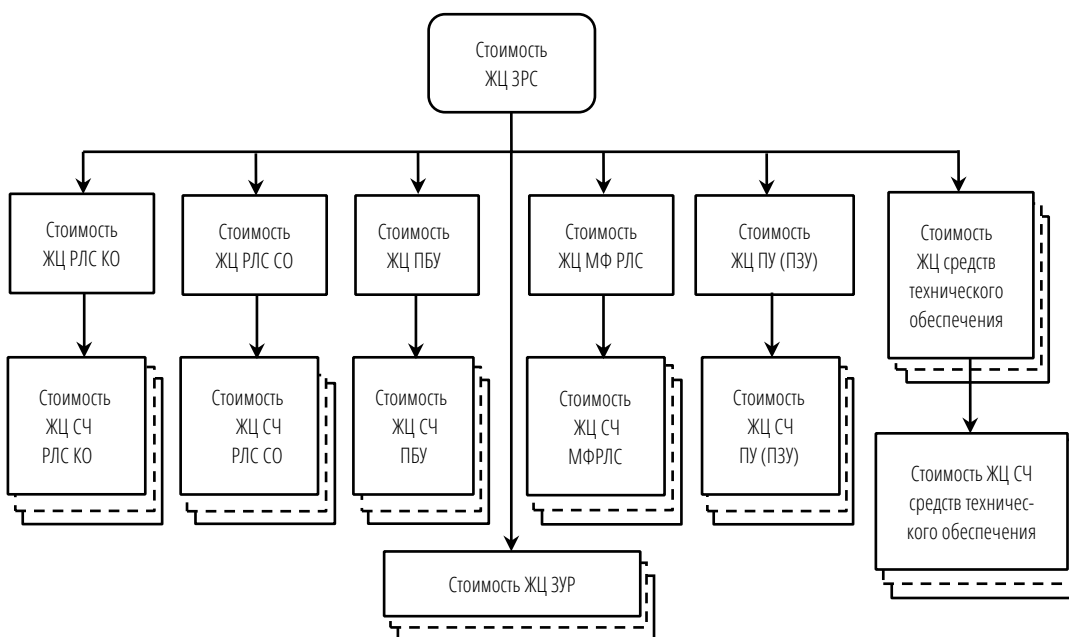 Стоимость
ЖЦ ЗРС
Стоимость
ЖЦ РЛС КО
Стоимость
ЖЦ РЛС СО
Стоимость
ЖЦ ПБУ
Стоимость
ЖЦ МФ РЛС
Стоимость
ЖЦ ПУ (ПЗУ)
Стоимость
ЖЦ средств
технического
обеспечения
Стоимость
ЖЦ СЧ
РЛС КО
Стоимость
ЖЦ СЧ
РЛС СО
Стоимость
ЖЦ СЧ
ПБУ
Стоимость
ЖЦ СЧ
МФРЛС
Стоимость
ЖЦ СЧ
ПУ (ПЗУ)
Стоимость ЖЦ СЧ
средств техничес-
кого обеспечения
Стоимость ЖЦ ЗУР